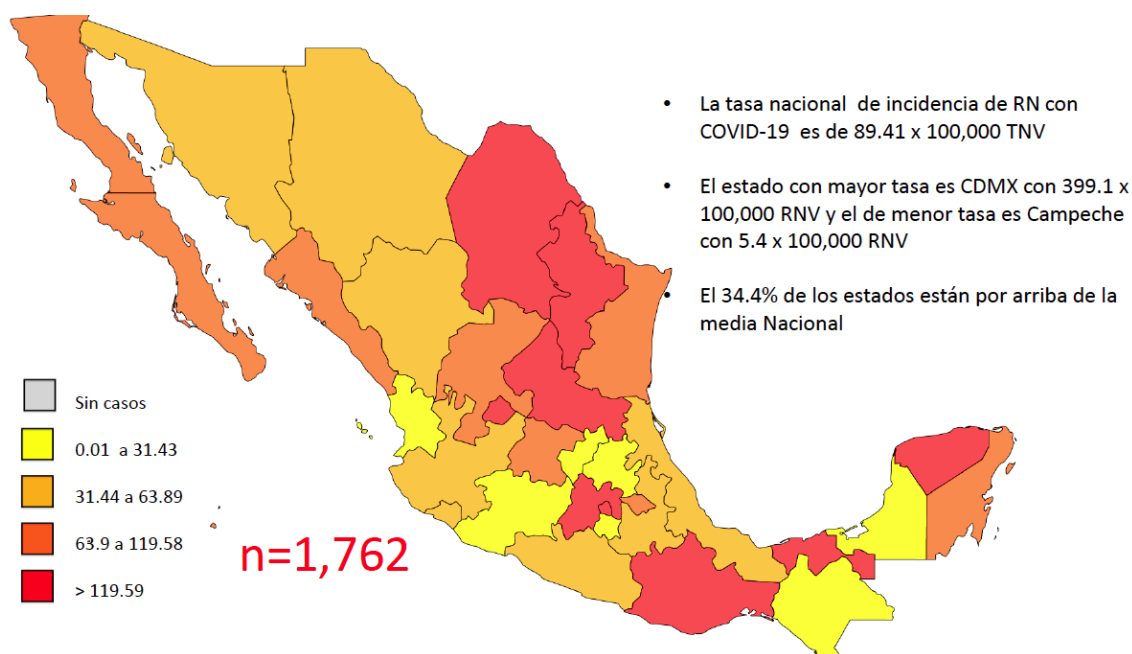 • La tasa nacional de incidencia de RN con
COVID-19 es de 89.41 x 100,000 TNV
• El estado con mayor tasa es CDMX con 399.1 x
100,000 RNV y el de menor tasa es Campeche
con 5.4 x 100,000 RNV
• El 34.4% de los estados están por arriba de la
media Nacional
Sin casos
0.01 a 31.43
31.44 a 63.89
63.9 a 119.58
> 119.59
n=1,762